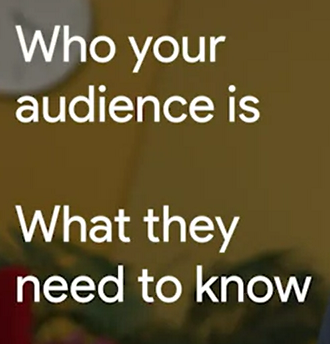 Who your
audience is
What they
need to know